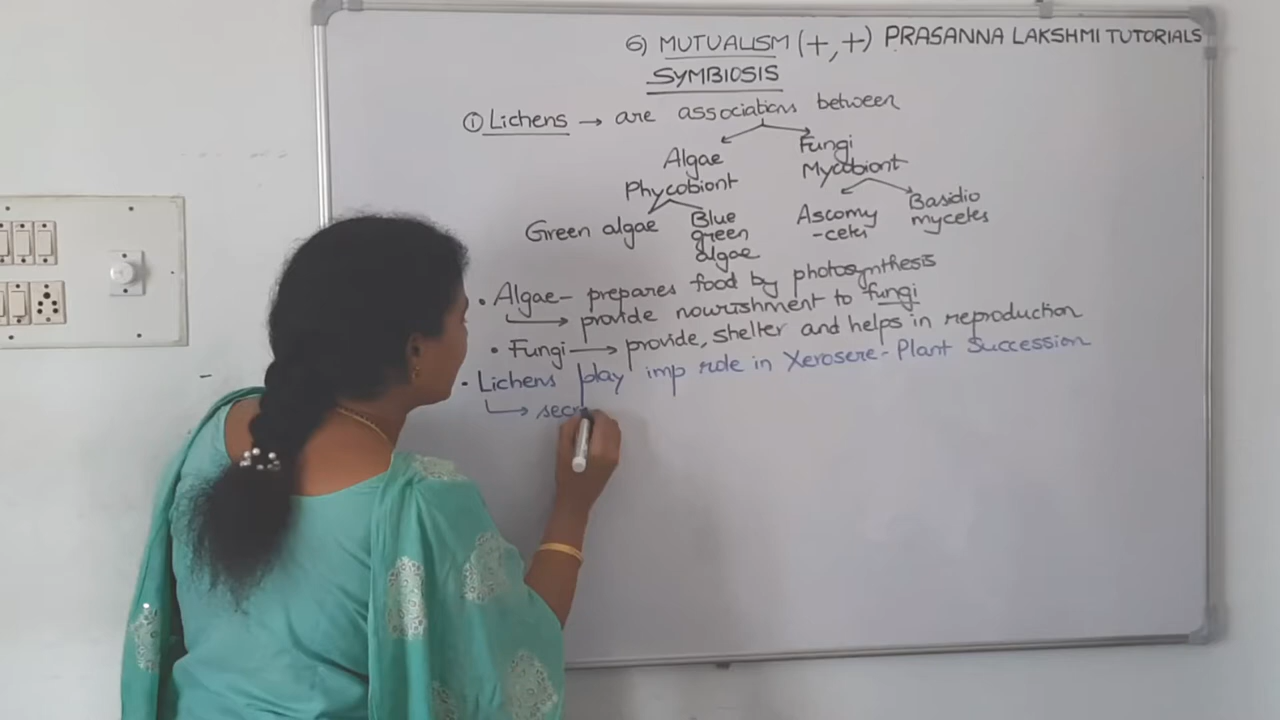 6) MUTUALISM (+,+) PRASANNA LAKSHMI TUTORIALS
SYMBIOSIS
① Lichens → are associations between
Algae
Phycobiont
Fungi
Mycobiont
Green algae
Blue
green
algae
Ascomy
-cetes
Basidio
mycetes
• Algae - prepares food by photosynthesis
→ provide nourishment to fungi
• Fungi → provide, shelter and helps in reproduction
• Lichens play imp role in Xerosere - Plant Succession
→ secr